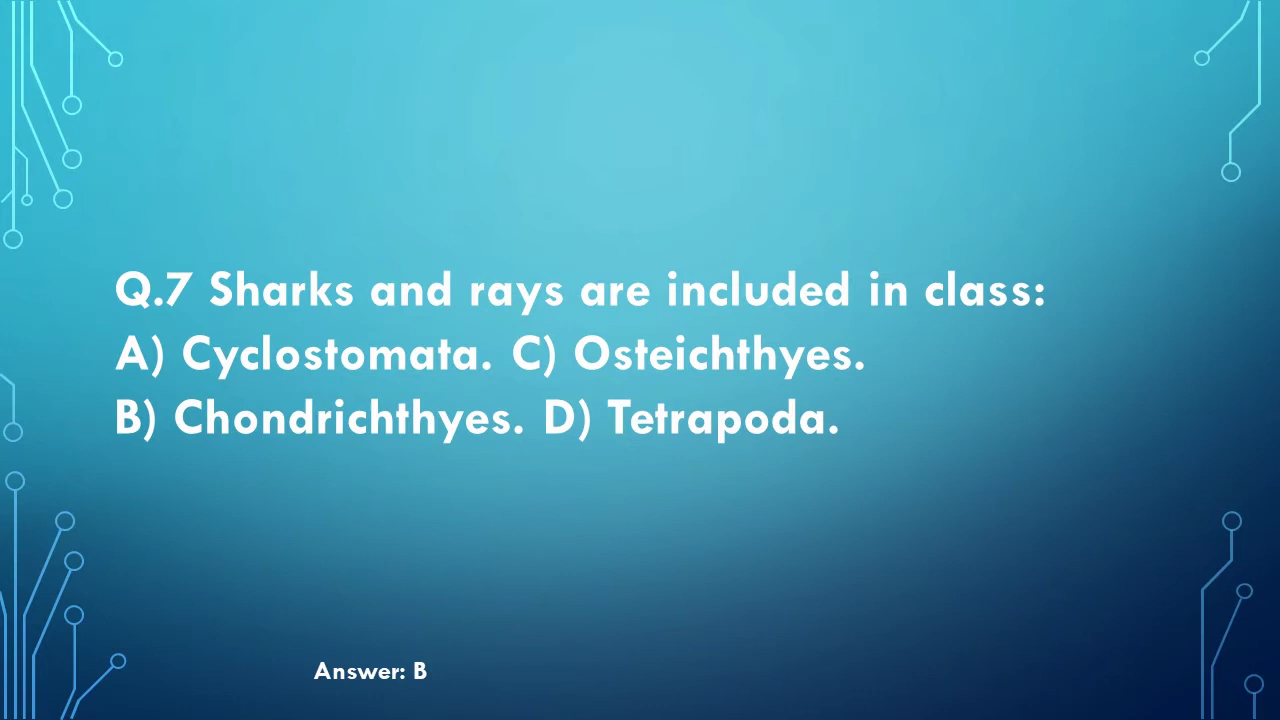 Q.7 Sharks and rays are included in class:
A) Cyclostomata. C) Osteichthyes.
B) Chondrichthyes. D) Tetrapoda.
Answer: B